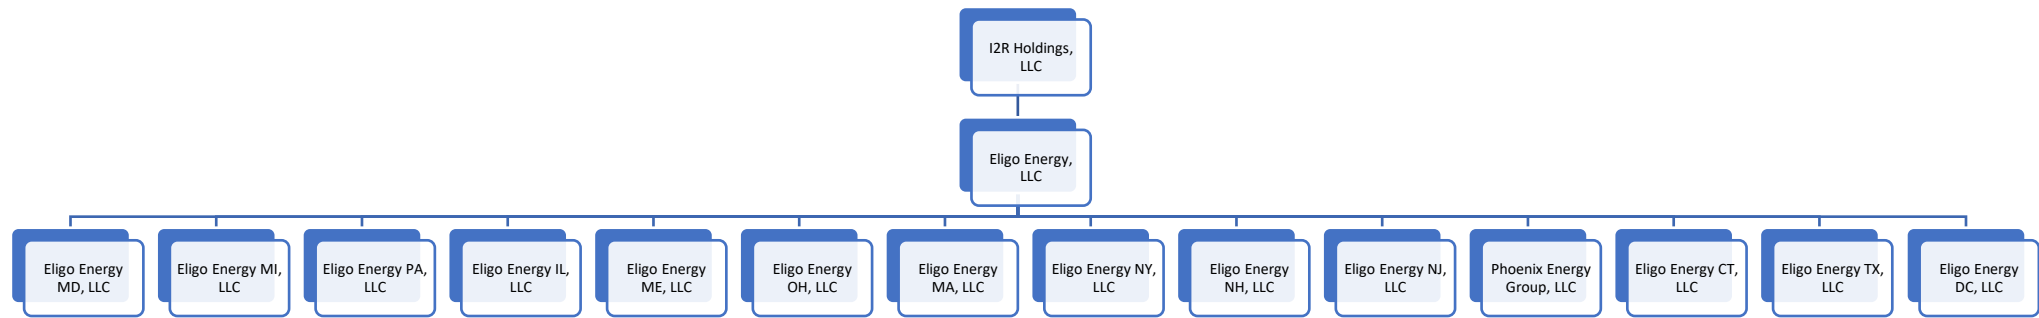 I2R Holdings,
LLC
Eligo Energy,
LLC
Eligo Energy
MD, LLC
Eligo Energy MI,
LLC
Eligo Energy PA,
LLC
Eligo Energy IL,
LLC
Eligo Energy
ME, LLC
Eligo Energy
OH, LLC
Eligo Energy
MA, LLC
Eligo Energy NY,
LLC
Eligo Energy
NH, LLC
Eligo Energy NJ,
LLC
Phoenix Energy
Group, LLC
Eligo Energy CT,
LLC
Eligo Energy TX,
LLC
Eligo Energy
DC, LLC